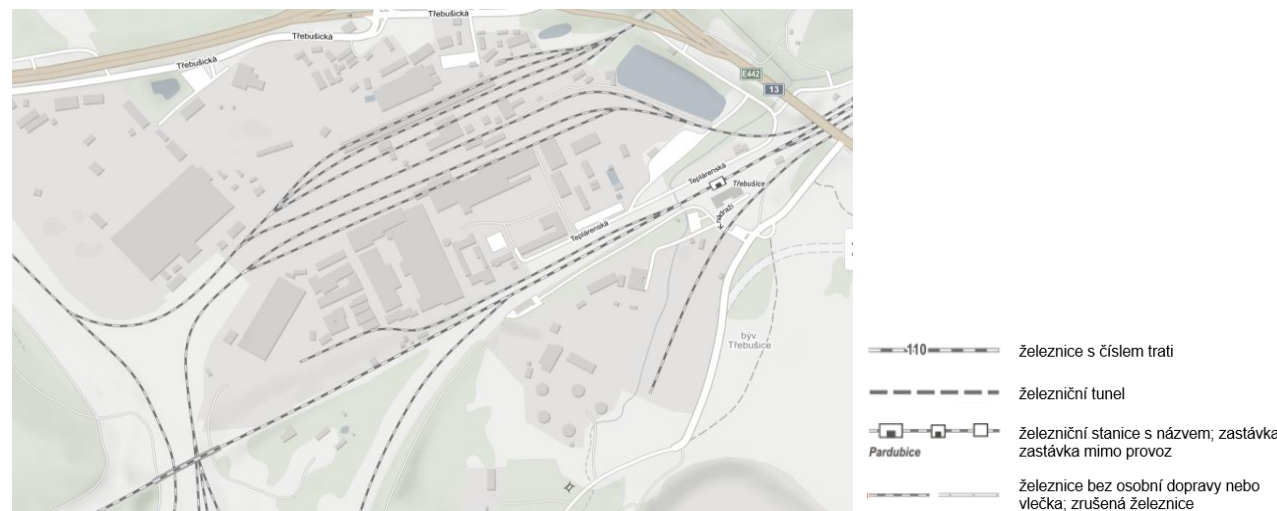 Třebušická
Třebušická
Třebušická
E442
13
Teplárenská
Třebušice
K nádraží
Teplárenská
býv.
Třebušice
110
železnice s číslem trati
železniční tunel
železniční stanice s názvem; zastávka
Pardubice
zastávka mimo provoz
železnice bez osobní dopravy nebo
vlečka; zrušená železnice